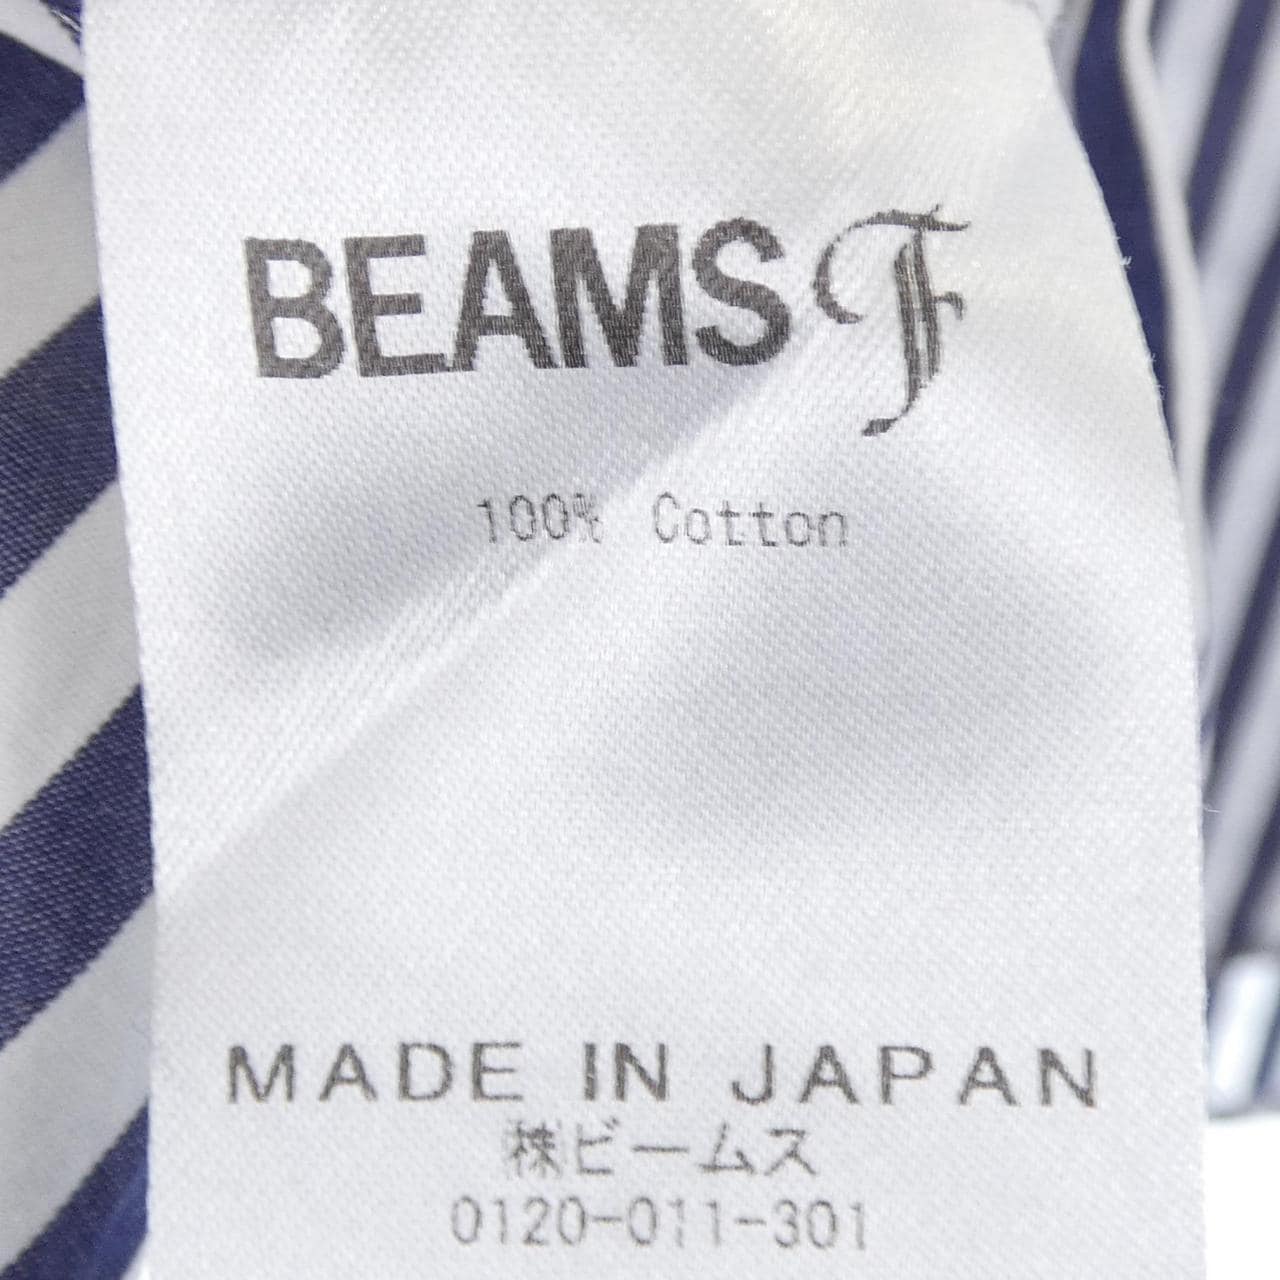 BEAMS F
100% Cotton
MADE IN JAPAN
㈱ビームス
0120-011-301